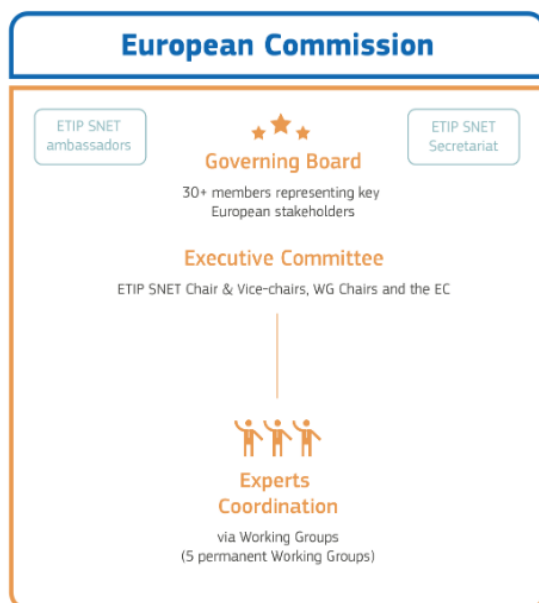 European Commission
ETIP SNET
ambassadors
ETIP SNET
Secretariat
Governing Board
30+ members representing key
European stakeholders
Executive Committee
ETIP SNET Chair & Vice-chairs, WG Chairs and the EC
Experts
Coordination
via Working Groups
(5 permanent Working Groups)